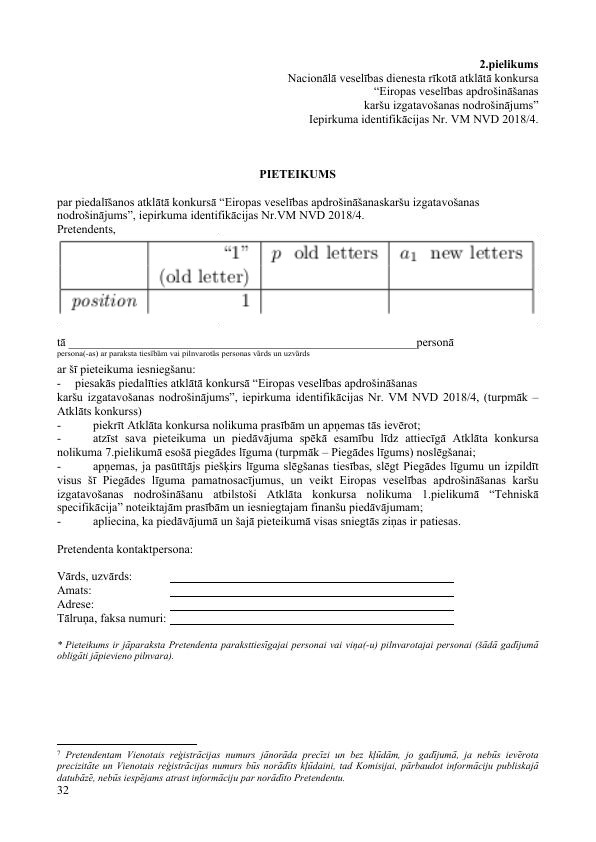 2.pielikums
Nacionālā veselības dienesta rīkotā atklātā konkursa
“Eiropas veselības apdrošināšanas
karšu izgatavošanas nodrošinājums”
Iepirkuma identifikācijas Nr. VM NVD 2018/4.
PIETEIKUMS
par piedalīšanos atklātā konkursā “Eiropas veselības apdrošināšanaskaršu izgatavošanas
nodrošinājums”, iepirkuma identifikācijas Nr.VM NVD 2018/4.
Pretendents,
“1” p old letters a₁ new letters
(old letter)
position 1
tā ____________________________________________________________personā
persona(-as) ar paraksta tiesībām vai pilnvarotās personas vārds un uzvārds
ar šī pieteikuma iesniegšanu:
- piesakās piedalīties atklātā konkursā “Eiropas veselības apdrošināšanas
karšu izgatavošanas nodrošinājums”, iepirkuma identifikācijas Nr. VM NVD 2018/4, (turpmāk –
Atklāts konkurss)
- piekrīt Atklāta konkursa nolikuma prasībām un apņemas tās ievērot;
- atzīst sava pieteikuma un piedāvājuma spēkā esamību līdz attiecīgā Atklāta konkursa
nolikuma 7.pielikumā esošā piegādes līguma (turpmāk – Piegādes līgums) noslēgšanai;
- apņemas, ja pasūtītājs piešķirs līguma slēgšanas tiesības, slēgt Piegādes līgumu un izpildīt
visus šī Piegādes līguma pamatnosacījumus, un veikt Eiropas veselības apdrošināšanas karšu
izgatavošanas nodrošināšanu atbilstoši Atklāta konkursa nolikuma 1.pielikumā “Tehniskā
specifikācija” noteiktajām prasībām un iesniegtajam finanšu piedāvājumam;
- apliecina, ka piedāvājumā un šajā pieteikumā visas sniegtās ziņas ir patiesas.
Pretendenta kontaktpersona:
Vārds, uzvārds:
Amats:
Adrese:
Tālruņa, faksa numuri:
* Pieteikums ir jāparaksta Pretendenta paraksttiesīgajai personai vai viņa(-u) pilnvarotajai personai (šādā gadījumā
obligāti jāpievieno pilnvara).
⁷ Pretendentam Vienotais reģistrācijas numurs jānorāda precīzi un bez kļūdām, jo gadījumā, ja nebūs ievērota
precizitāte un Vienotais reģistrācijas numurs būs norādīts kļūdaini, tad Komisijai, pārbaudot informāciju publiskajā
datubāzē, nebūs iespējams atrast informāciju par norādīto Pretendentu.
32